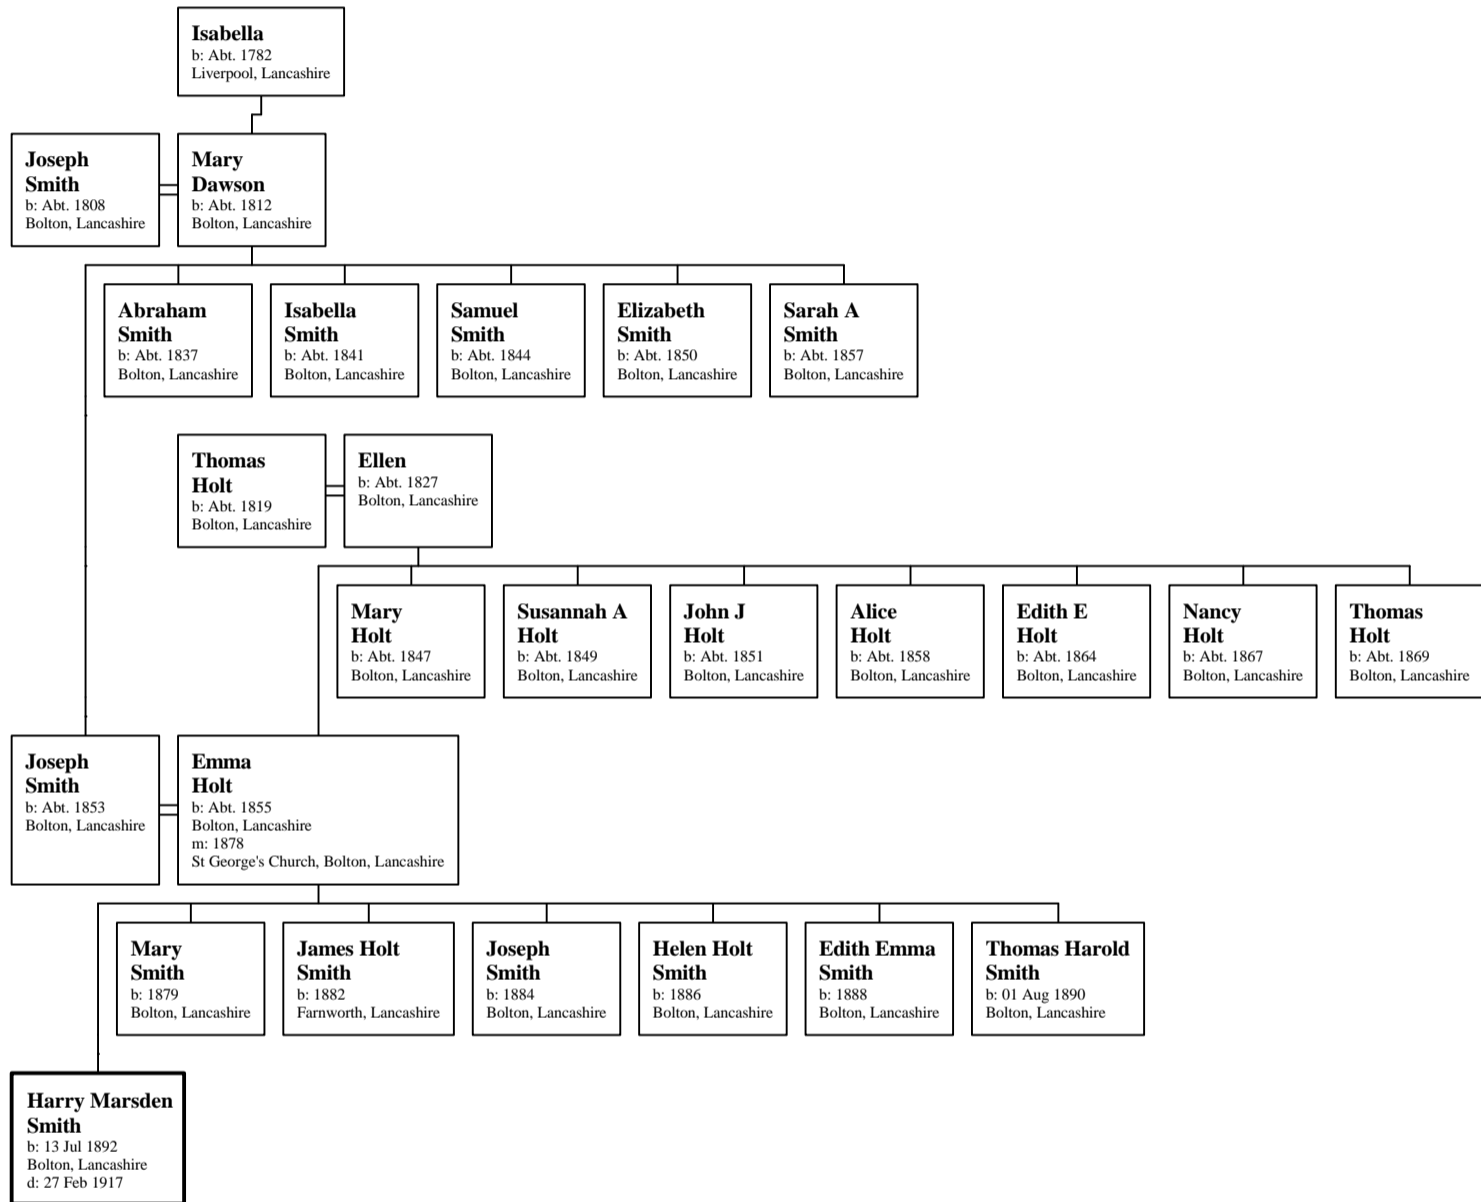 Isabella
b: Abt. 1782
Liverpool, Lancashire
Joseph
Smith
b: Abt. 1808
Bolton, Lancashire
Mary
Dawson
b: Abt. 1812
Bolton, Lancashire
Abraham
Smith
b: Abt. 1837
Bolton, Lancashire
Isabella
Smith
b: Abt. 1841
Bolton, Lancashire
Samuel
Smith
b: Abt. 1844
Bolton, Lancashire
Elizabeth
Smith
b: Abt. 1850
Bolton, Lancashire
Sarah A
Smith
b: Abt. 1857
Bolton, Lancashire
Thomas
Holt
b: Abt. 1819
Bolton, Lancashire
Ellen
b: Abt. 1827
Bolton, Lancashire
Mary
Holt
b: Abt. 1847
Bolton, Lancashire
Susannah A
Holt
b: Abt. 1849
Bolton, Lancashire
John J
Holt
b: Abt. 1851
Bolton, Lancashire
Alice
Holt
b: Abt. 1858
Bolton, Lancashire
Edith E
Holt
b: Abt. 1864
Bolton, Lancashire
Nancy
Holt
b: Abt. 1867
Bolton, Lancashire
Thomas
Holt
b: Abt. 1869
Bolton, Lancashire
Joseph
Smith
b: Abt. 1853
Bolton, Lancashire
Emma
Holt
b: Abt. 1855
Bolton, Lancashire
m: 1878
St George's Church, Bolton, Lancashire
Mary
Smith
b: 1879
Bolton, Lancashire
James Holt
Smith
b: 1882
Farnworth, Lancashire
Joseph
Smith
b: 1884
Bolton, Lancashire
Helen Holt
Smith
b: 1886
Bolton, Lancashire
Edith Emma
Smith
b: 1888
Bolton, Lancashire
Thomas Harold
Smith
b: 01 Aug 1890
Bolton, Lancashire
Harry Marsden
Smith
b: 13 Jul 1892
Bolton, Lancashire
d: 27 Feb 1917